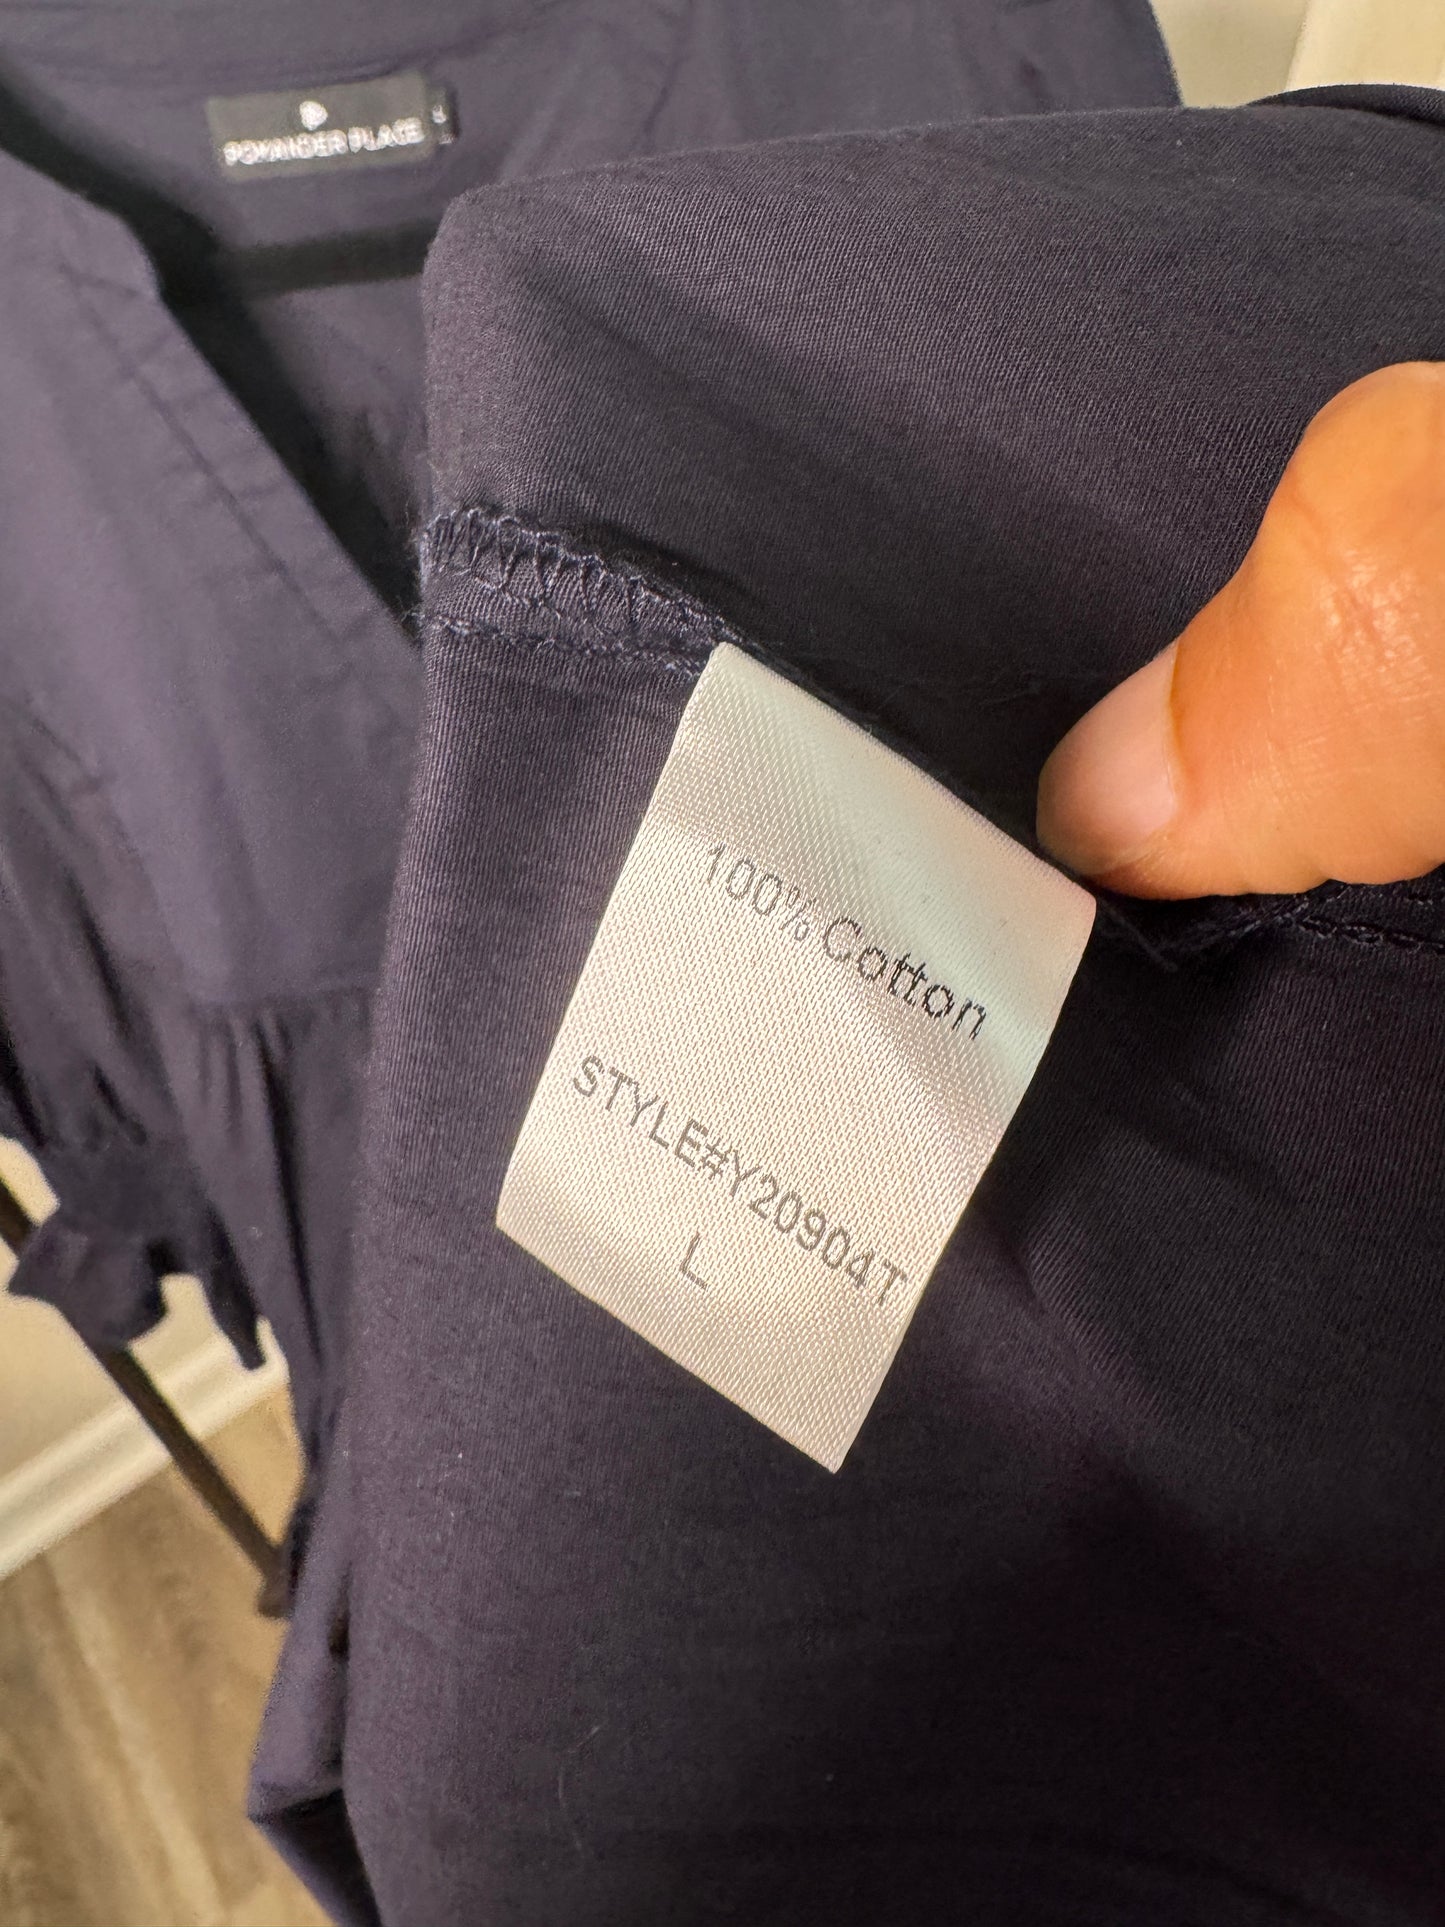 POMANDER PLACE
L
100% Cotton
STYLE#Y20904T
L